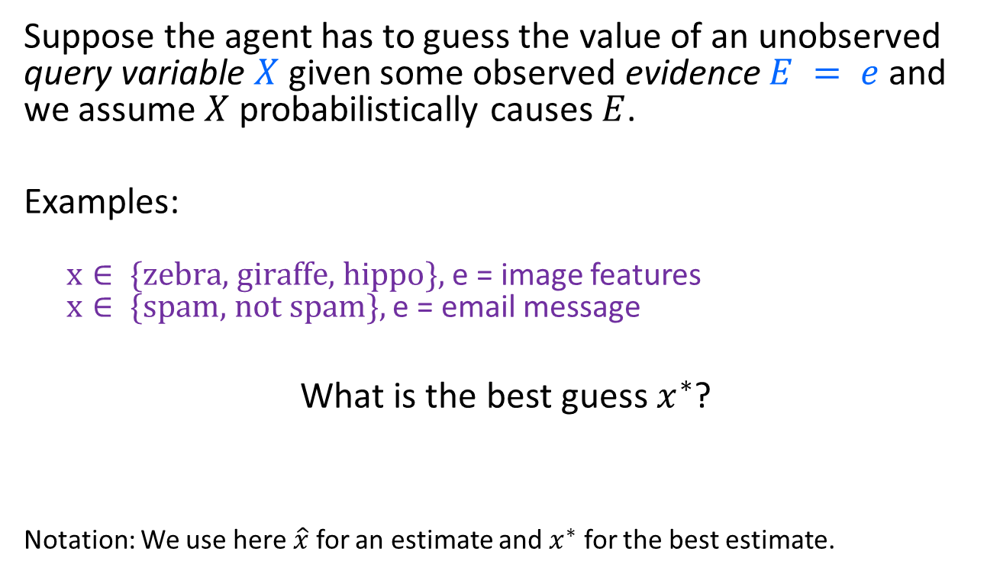 Suppose the agent has to guess the value of an unobserved
query variable X given some observed evidence E = e and
we assume X probabilistically causes E.
Examples:
x ∈ {zebra, giraffe, hippo}, e = image features
x ∈ {spam, not spam}, e = email message
What is the best guess x*?
Notation: We use here x̂ for an estimate and x* for the best estimate.